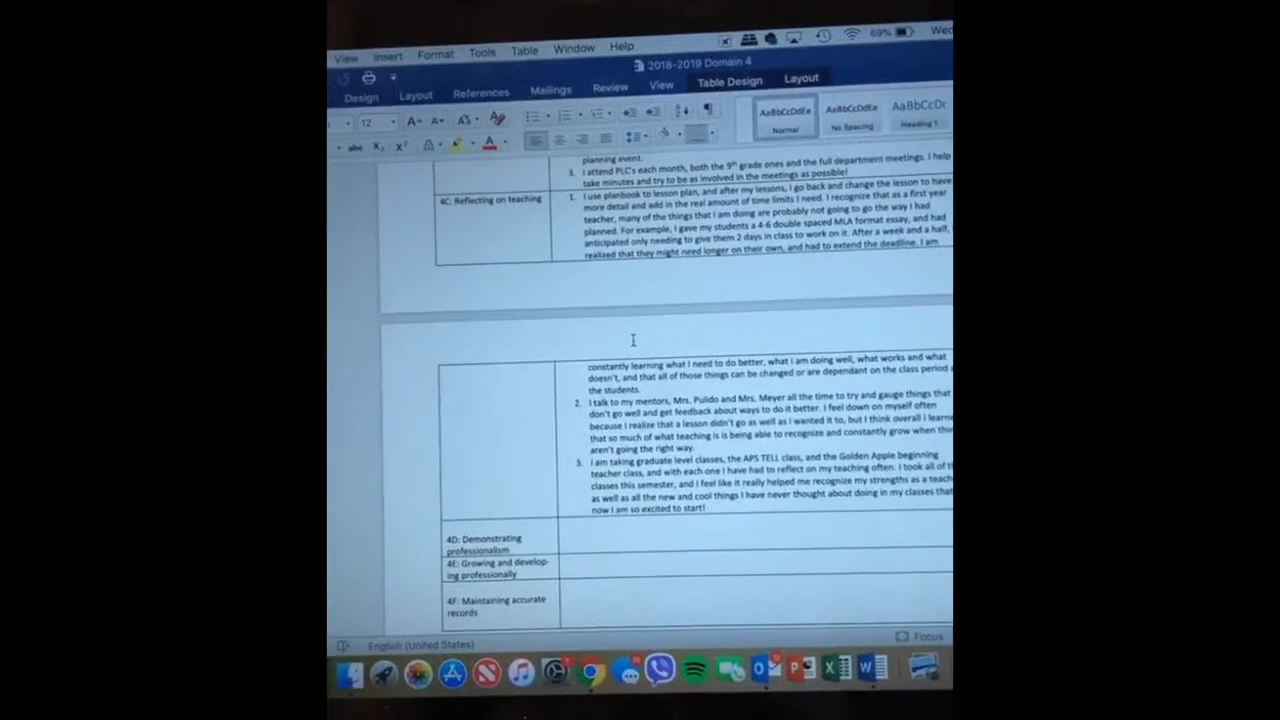 View Insert Format Tools Table Window Help 69% Wed
2018-2019 Domain 4
Design Layout References Mailings Review View Table Design Layout
12 AaBbCcDdEe AaBbCcDdEe AaBbCcDc
abc X₂ X² A A Normal No Spacing Heading 1
planning event.
3. I attend PLC's each month, both the 9th grade ones and the full department meetings. I help
take minutes and try to be as involved in the meetings as possible!
4C: Reflecting on teaching
1. I use planbook to lesson plan, and after my lessons, I go back and change the lesson to have
more detail and add in the real amount of time limits I need. I recognize that as a first year
teacher, many of the things that I am doing are probably not going to go the way I had
planned. For example, I gave my students a 4-6 double spaced MLA format essay, and had
anticipated only needing to give them 2 days in class to work on it. After a week and a half, I
realized that they might need longer on their own, and had to extend the deadline. I am
constantly learning what I need to do better, what I am doing well, what works and what
doesn't, and that all of those things can be changed or are dependant on the class period a
the students.
2. I talk to my mentors, Mrs. Pulido and Mrs. Meyer all the time to try and gauge things that
don't go well and get feedback about ways to do it better. I feel down on myself often
because I realize that a lesson didn't go as well as I wanted it to, but I think overall I learne
that so much of what teaching is is being able to recognize and constantly grow when thin
aren't going the right way.
3. I am taking graduate level classes, the APS TELL class, and the Golden Apple beginning
teacher class, and with each one I have had to reflect on my teaching often. I took all of th
classes this semester, and I feel like it really helped me recognize my strengths as a teach
as well as all the new and cool things I have never thought about doing in my classes that
now I am so excited to start!
4D: Demonstrating
professionalism
4E: Growing and develop-
ing professionally
4F: Maintaining accurate
records
English (United States) Focus